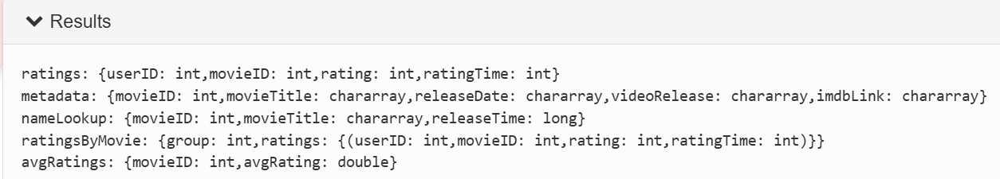 Results
ratings: {userID: int,movieID: int,rating: int,ratingTime: int}
metadata: {movieID: int,movieTitle: chararray,releaseDate: chararray,videoRelease: chararray,imdbLink: chararray}
nameLookup: {movieID: int,movieTitle: chararray,releaseTime: long}
ratingsByMovie: {group: int,ratings: {(userID: int,movieID: int,rating: int,ratingTime: int)}}
avgRatings: {movieID: int,avgRating: double}